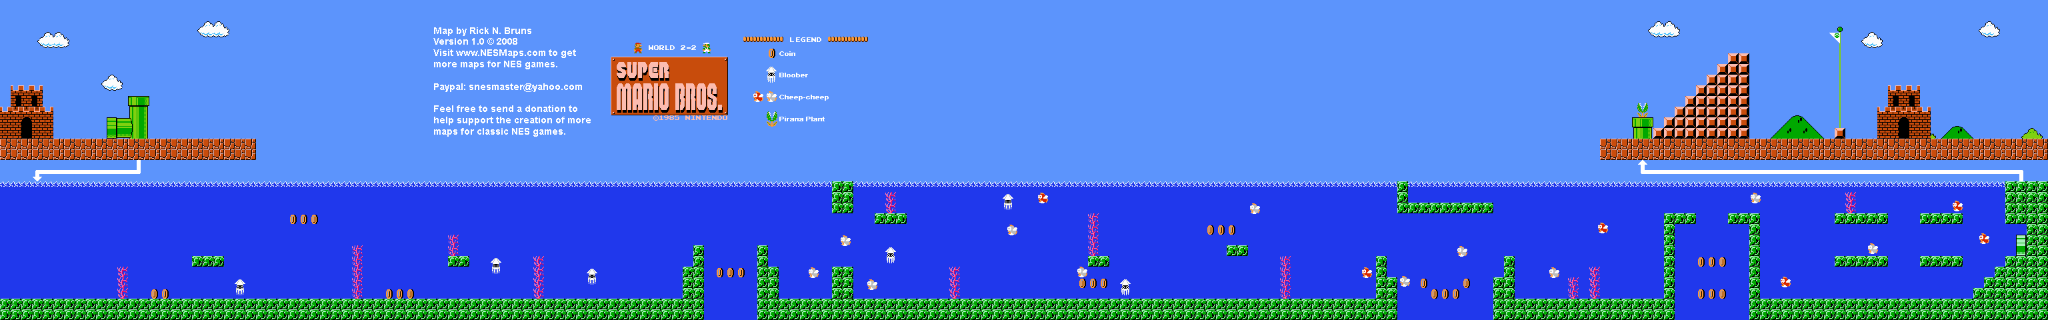 Map by Rick N. Bruns
Version 1.0 © 2008
Visit www.NESMaps.com to get
more maps for NES games.
Paypal: snesmaster@yahoo.com
Feel free to send a donation to
help support the creation of more
maps for classic NES games.
WORLD 2-2
SUPER
MARIO BROS.
©1985 NINTENDO
LEGEND
Coin
Bloober
Cheep-cheep
Pirana Plant